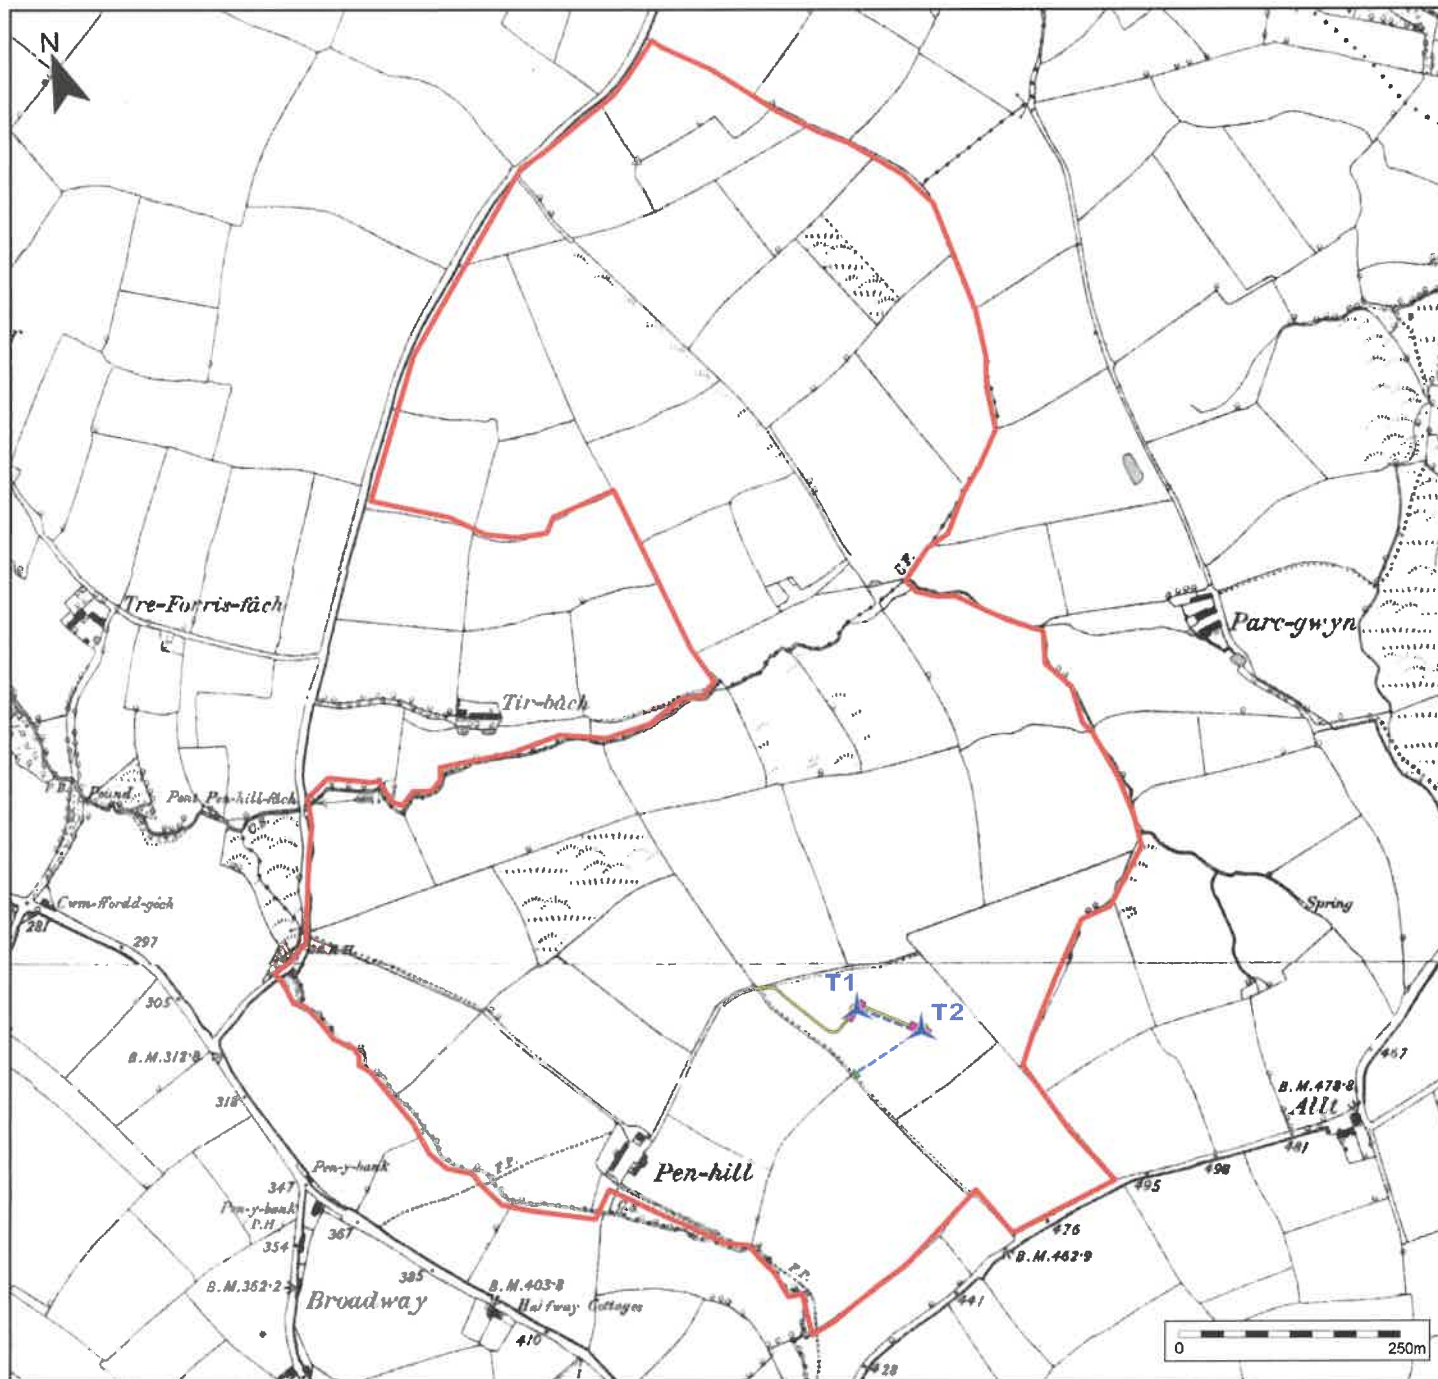 N
Tre-Forris-fâch
Parc-gwyn
Tir-bâch
F.B.
Pound
Pont Pen-hill-fâch
Cwm-ffordd-goch
281
297
Spring
305
T1
T2
B.M.312·8
467
B.M.478·8
Allt
318
481
F.P.
498
Pen-y-bank
Pen-hill
495
347
Pen-y-bank
P.H.
367
476
354
B.M.462·9
F.P.
385
B.M.352·2
B.M.403·8
Broadway
Halfway Cottages
441
410
428
0
250m